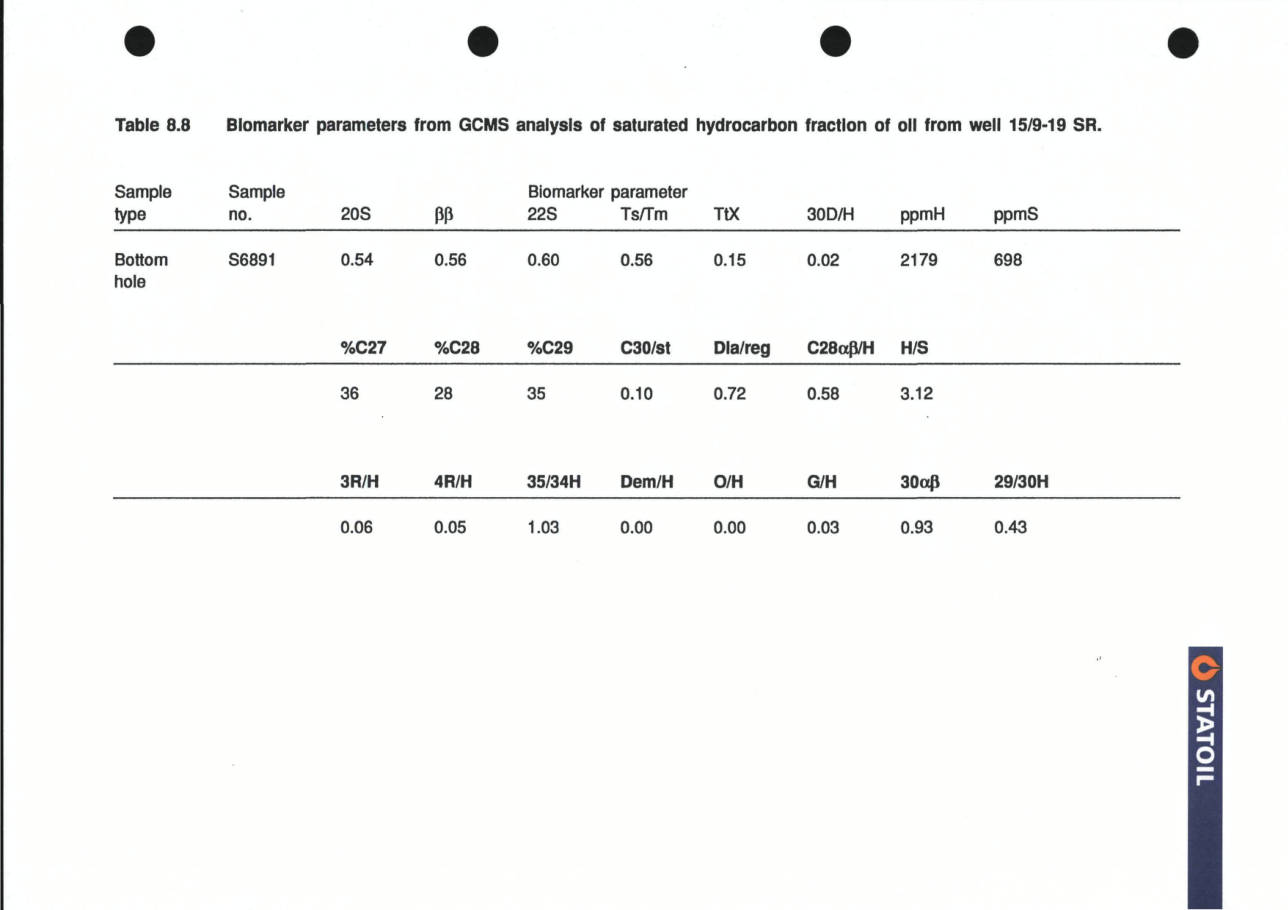 Table 8.8 Biomarker parameters from GCMS analysis of saturated hydrocarbon fraction of oil from well 15/9-19 SR.
Sample Sample Biomarker parameter
type no. 20S ββ 22S Ts/Tm TtX 30D/H ppmH ppmS
Bottom S6891 0.54 0.56 0.60 0.56 0.15 0.02 2179 698
hole
%C27 %C28 %C29 C30/st Dia/reg C28αβ/H H/S
36 28 35 0.10 0.72 0.58 3.12
3R/H 4R/H 35/34H Dem/H O/H G/H 30αβ 29/30H
0.06 0.05 1.03 0.00 0.00 0.03 0.93 0.43
STATOIL